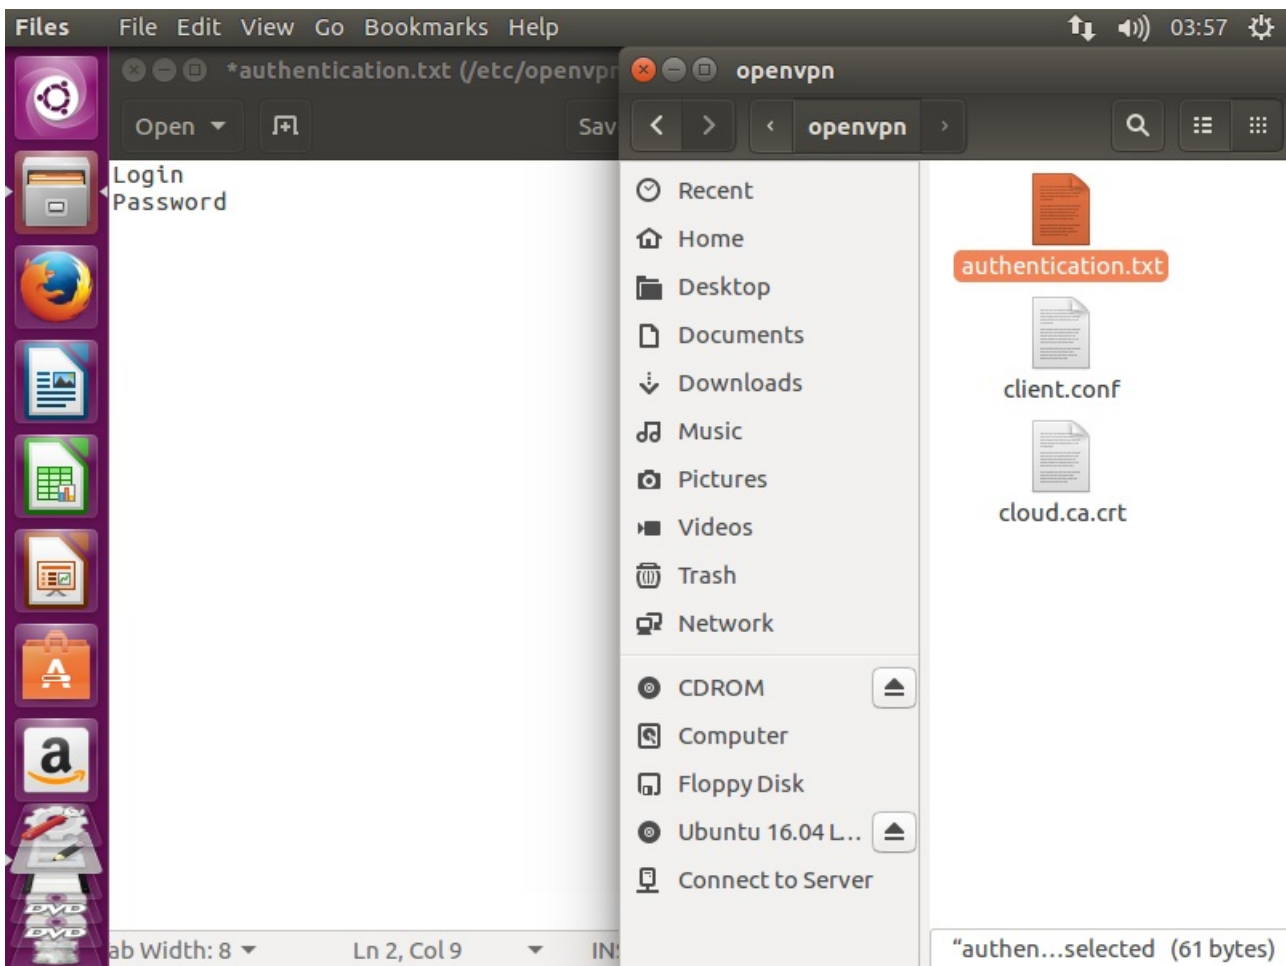 Files File Edit View Go Bookmarks Help 03:57
*authentication.txt (/etc/openvpn
Open
Sav
Login
Password
ab Width: 8 Ln 2, Col 9 INS
openvpn
openvpn
Recent
Home
Desktop
Documents
Downloads
Music
Pictures
Videos
Trash
Network
CDROM
Computer
Floppy Disk
Ubuntu 16.04 L...
Connect to Server
authentication.txt
client.conf
cloud.ca.crt
“authen...selected (61 bytes)
A
a
DVD
DVD